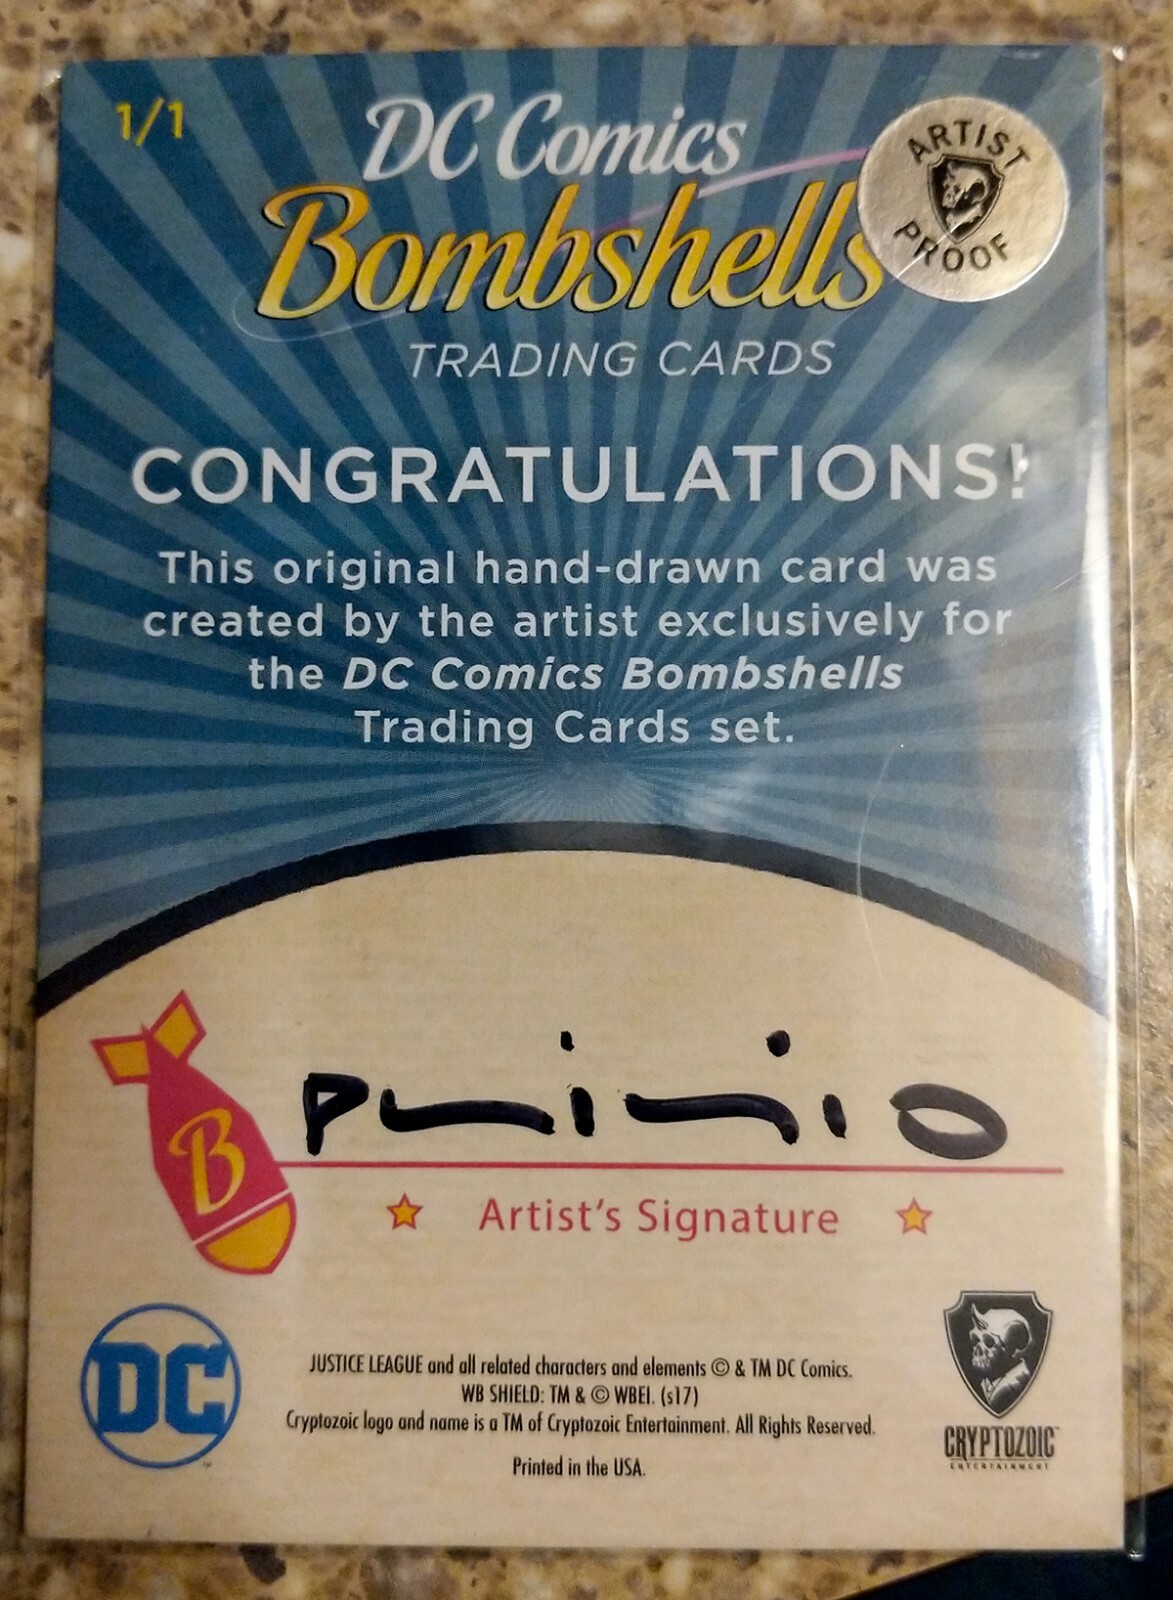 1/1
DC Comics
Bombshells
TRADING CARDS
ARTIST
PROOF
CONGRATULATIONS!
This original hand-drawn card was
created by the artist exclusively for
the DC Comics Bombshells
Trading Cards set.
B
Artist's Signature
DC
JUSTICE LEAGUE and all related characters and elements © & TM DC Comics.
WB SHIELD: TM & © WBEI. (s17)
Cryptozoic logo and name is a TM of Cryptozoic Entertainment. All Rights Reserved.
Printed in the USA.
CRYPTOZOIC
ENTERTAINMENT